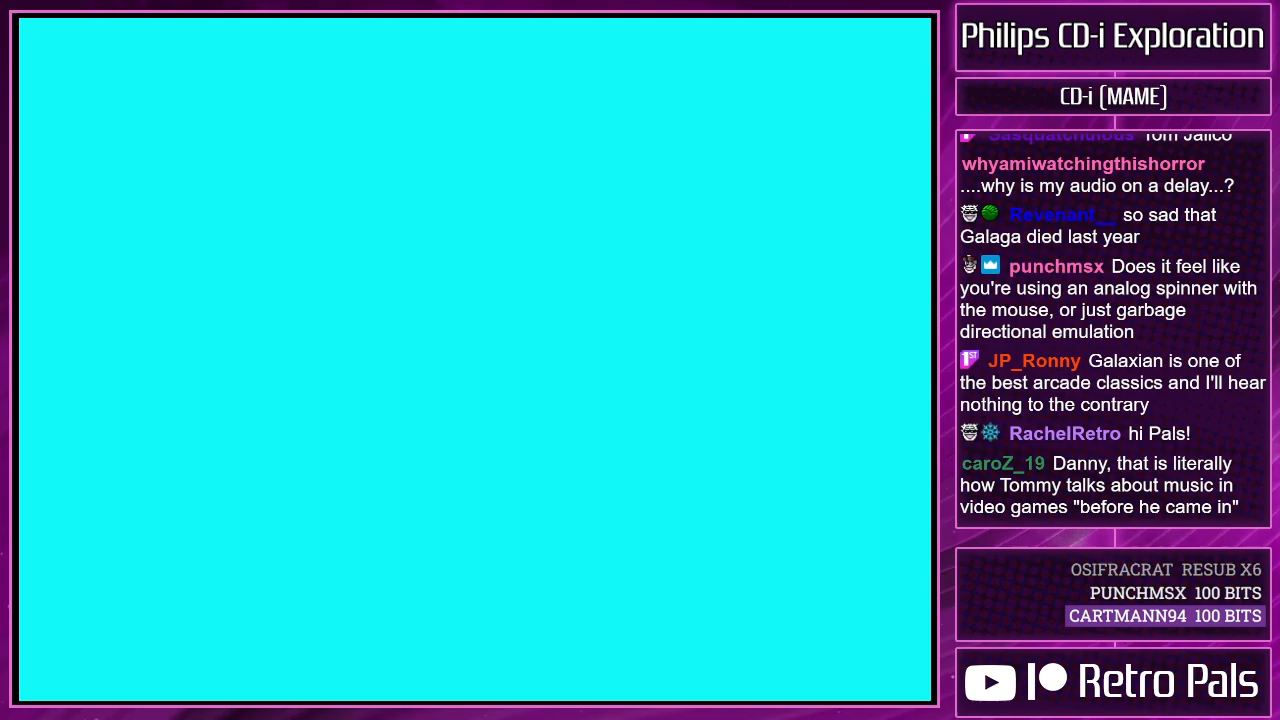 Philips CD-i Exploration
CD-i (MAME)
Sasquatchulous Tom Jalico
whyamiwatchingthishorror
....why is my audio on a delay...?
Revenant__ so sad that
Galaga died last year
punchmsx Does it feel like
you're using an analog spinner with
the mouse, or just garbage
directional emulation
1ST JP_Ronny Galaxian is one of
the best arcade classics and I'll hear
nothing to the contrary
RachelRetro hi Pals!
caroZ_19 Danny, that is literally
how Tommy talks about music in
video games "before he came in"
OSIFRACRAT RESUB X6
PUNCHMSX 100 BITS
CARTMANN94 100 BITS
Retro Pals